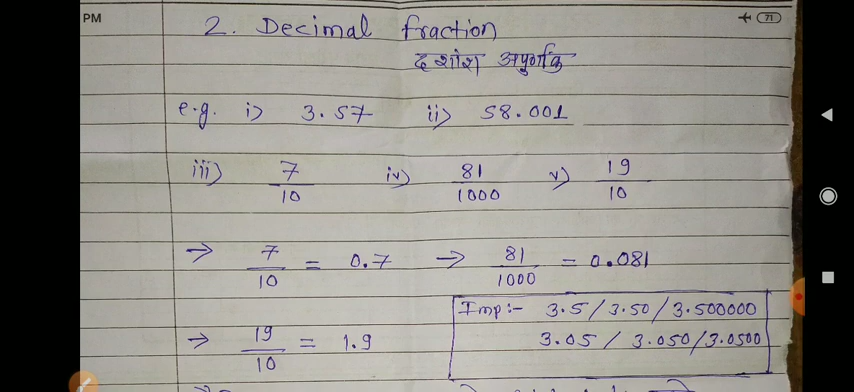 PM 71
2. Decimal fraction
दशांश अपुर्णांक
e.g. i) 3.57 ii) 58.001
iii) 7/10 iv) 81/1000 v) 19/10
→ 7/10 = 0.7 → 81/1000 = 0.081
Imp:- 3.5 / 3.50 / 3.500000
3.05 / 3.050 / 3.0500
→ 19/10 = 1.9